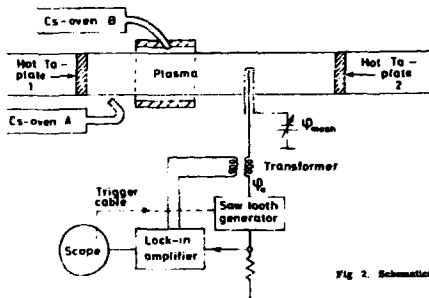 Cs-oven B
Hot Ta-
plate
1
Plasma
Hot Ta-
plate
2
Cs-oven A
φmesh
Transformer
φo
Trigger
cable
Saw tooth
generator
Scope
Lock-in
amplifier
Fig 2. Schematic